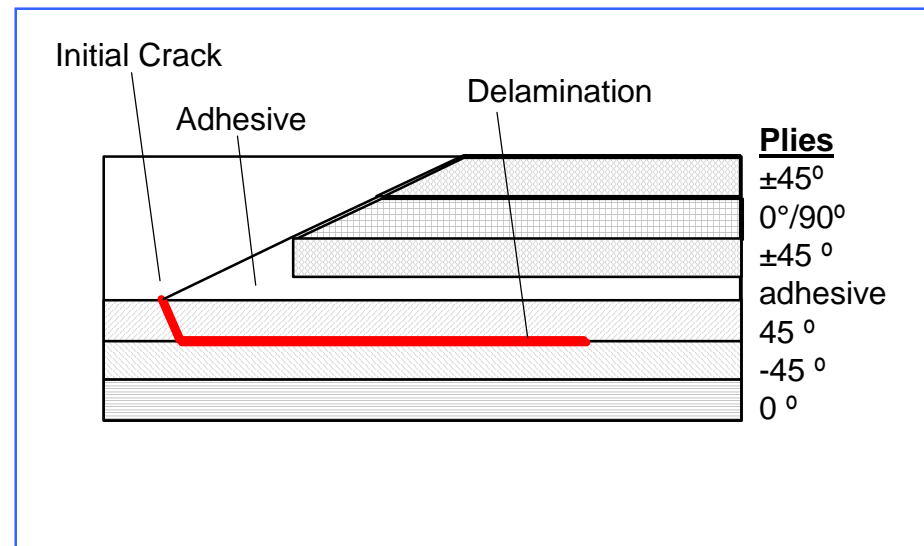 Initial Crack
Adhesive
Delamination
Plies
±45º
0°/90º
±45 º
adhesive
45 º
-45 º
0 º